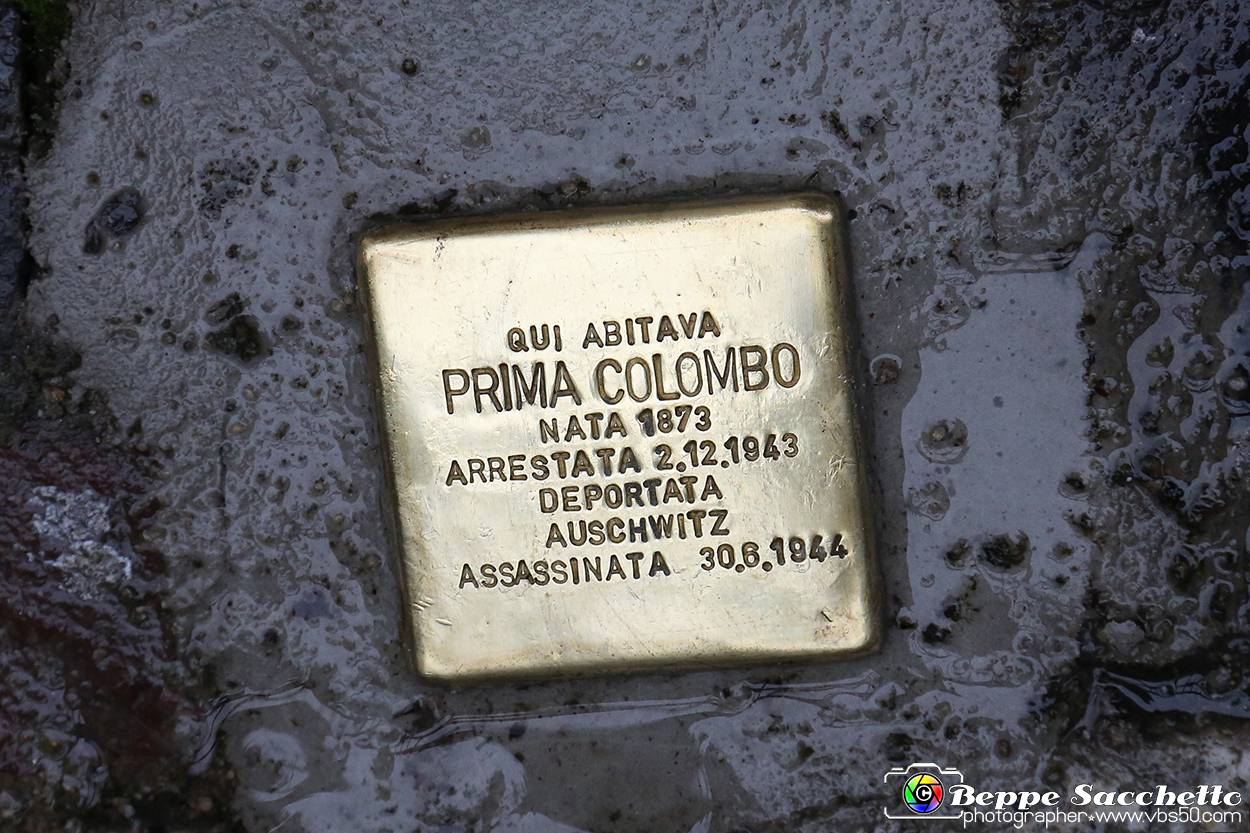 QUI ABITAVA
PRIMA COLOMBO
NATA 1873
ARRESTATA 2.12.1943
DEPORTATA
AUSCHWITZ
ASSASSINATA 30.6.1944
© Beppe Sacchetto
photographer★www.vbs50.com